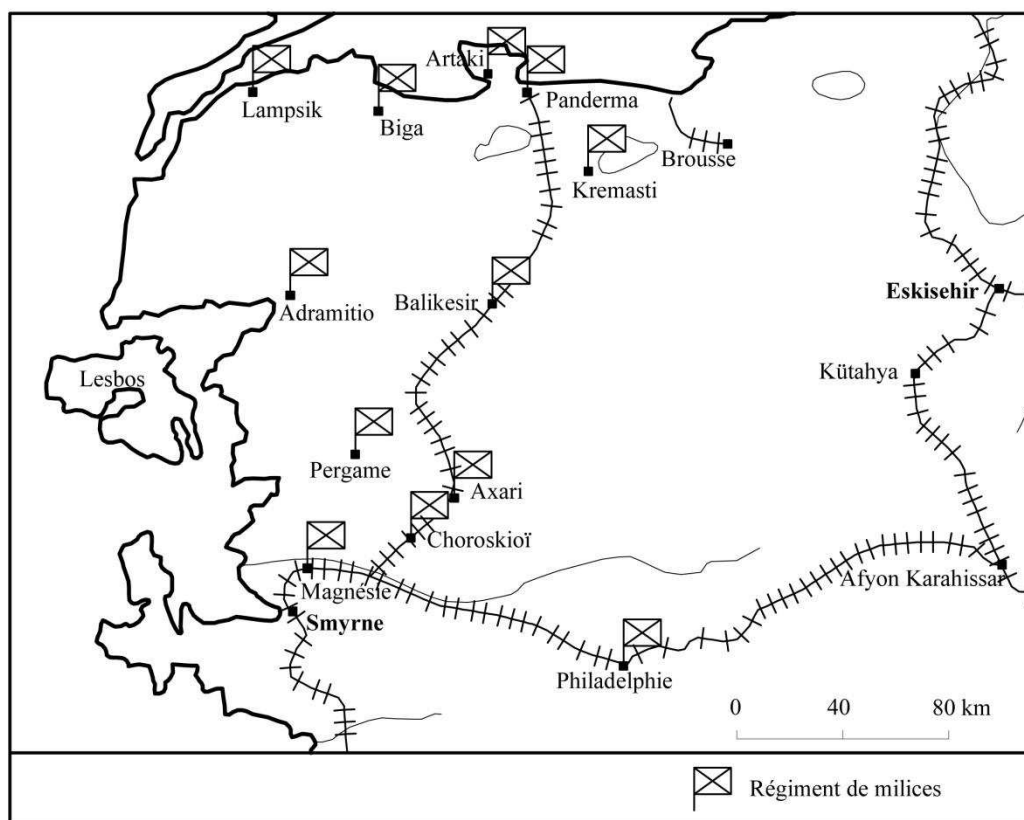 Artaki
Lampsik
Biga
Panderma
Brousse
Kremasti
Adramitio
Balikesir
Eskisehir
Lesbos
Kütahya
Pergame
Axari
Choroskioï
Magnésie
Afyon Karahissar
Smyrne
Philadelphie
0 40 80 km
Régiment de milices